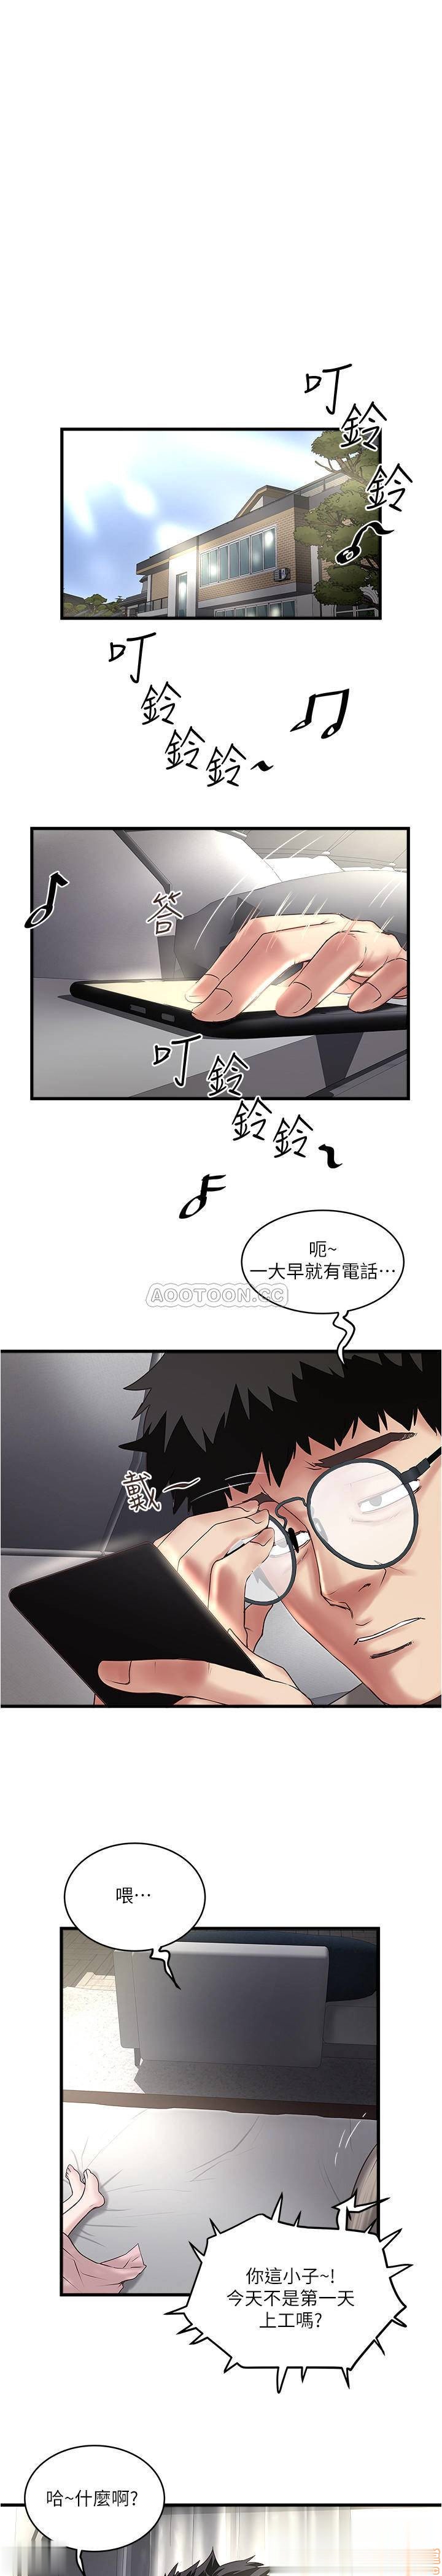 叮
鈴
鈴
叮
鈴
鈴
鈴~
答
叮
鈴
鈴
鈴~
呃~
一大早就有電話…
AOOTOON.CC
戴~
喂…
你這小子~!
今天不是第一天
上工嗎?
哈~什麼啊?